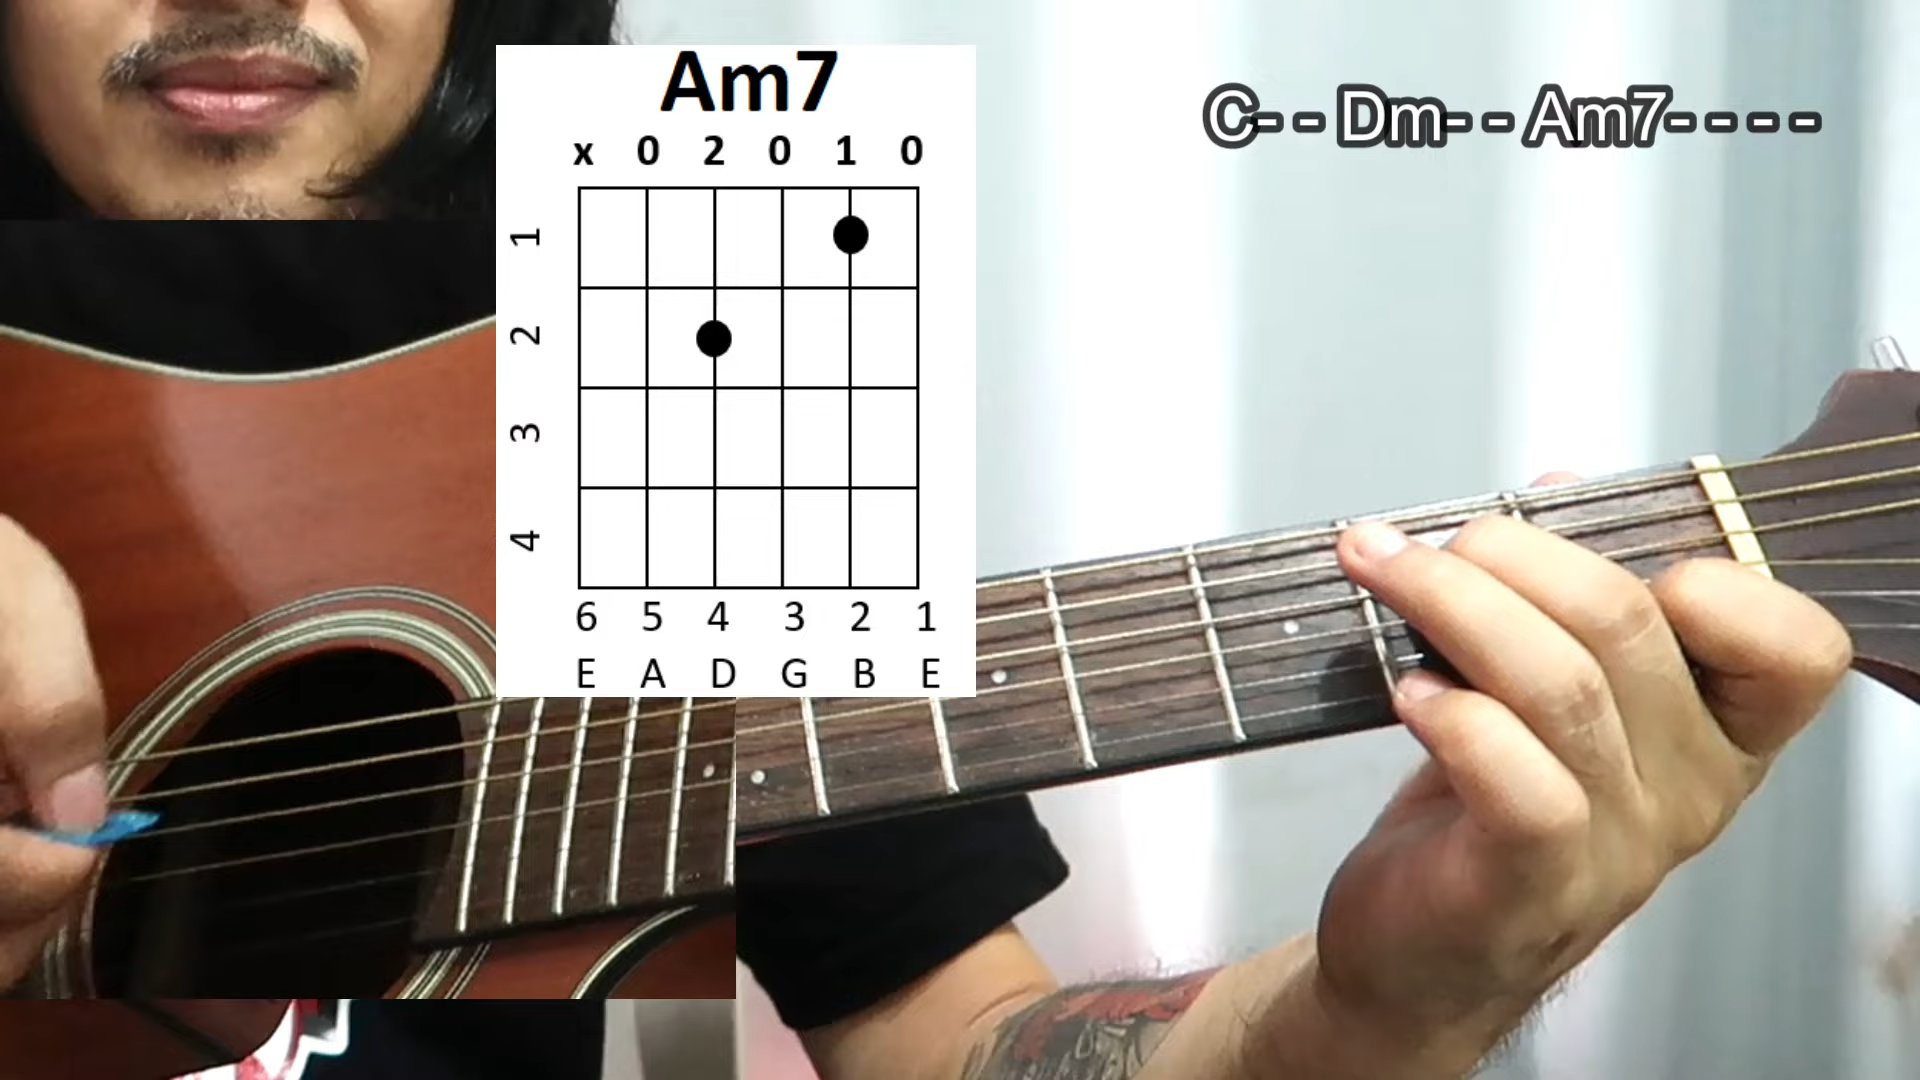 Am7
x 0 2 0 1 0
1
2
3
4
6 5 4 3 2 1
E A D G B E
C-- Dm-- Am7----